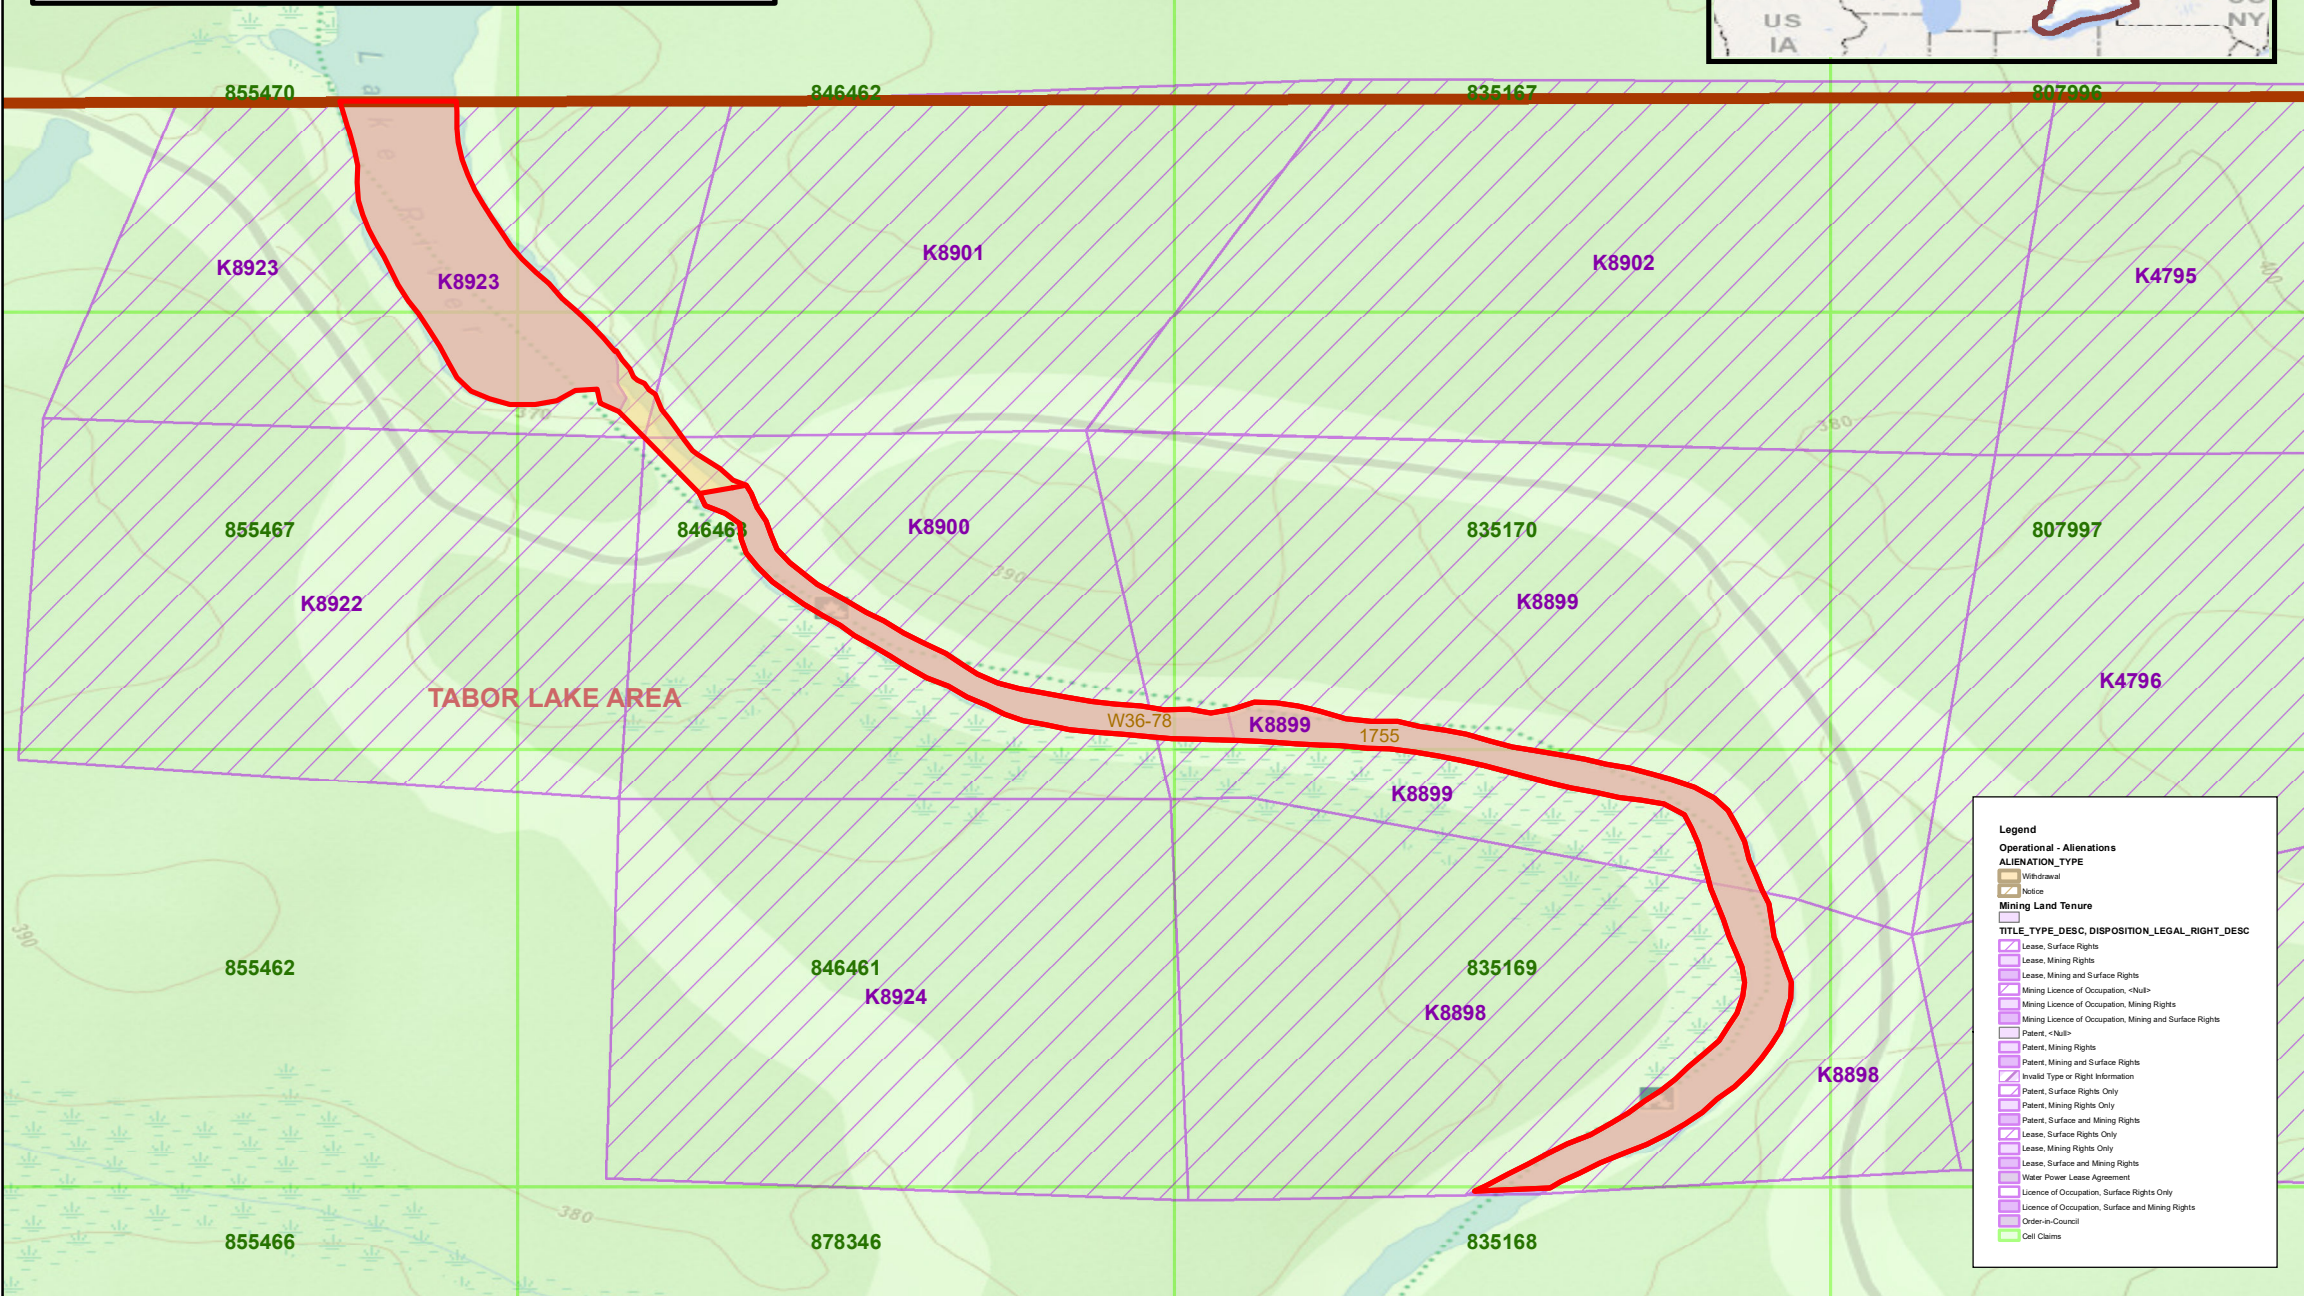 US
IA
NY
Lake
River
855470
846462
835167
807996
K8923
K8923
K8901
K8902
K4795
400
370
380
855467
846463
K8900
835170
807997
390
K8922
K8899
TABOR LAKE AREA
K4796
W36-78
K8899
1755
K8899
390
855462
846461
K8924
835169
K8898
K8898
380
855466
878346
835168
Legend
Operational - Alienations
ALIENATION_TYPE
Withdrawal
Notice
Mining Land Tenure
TITLE_TYPE_DESC, DISPOSITION_LEGAL_RIGHT_DESC
Lease, Surface Rights
Lease, Mining Rights
Lease, Mining and Surface Rights
Mining Licence of Occupation, <Null>
Mining Licence of Occupation, Mining Rights
Mining Licence of Occupation, Mining and Surface Rights
Patent, <Null>
Patent, Mining Rights
Patent, Mining and Surface Rights
Invalid Type or Right Information
Patent, Surface Rights Only
Patent, Mining Rights Only
Patent, Surface and Mining Rights
Lease, Surface Rights Only
Lease, Mining Rights Only
Lease, Surface and Mining Rights
Water Power Lease Agreement
Licence of Occupation, Surface Rights Only
Licence of Occupation, Surface and Mining Rights
Order-in-Council
Cell Claims